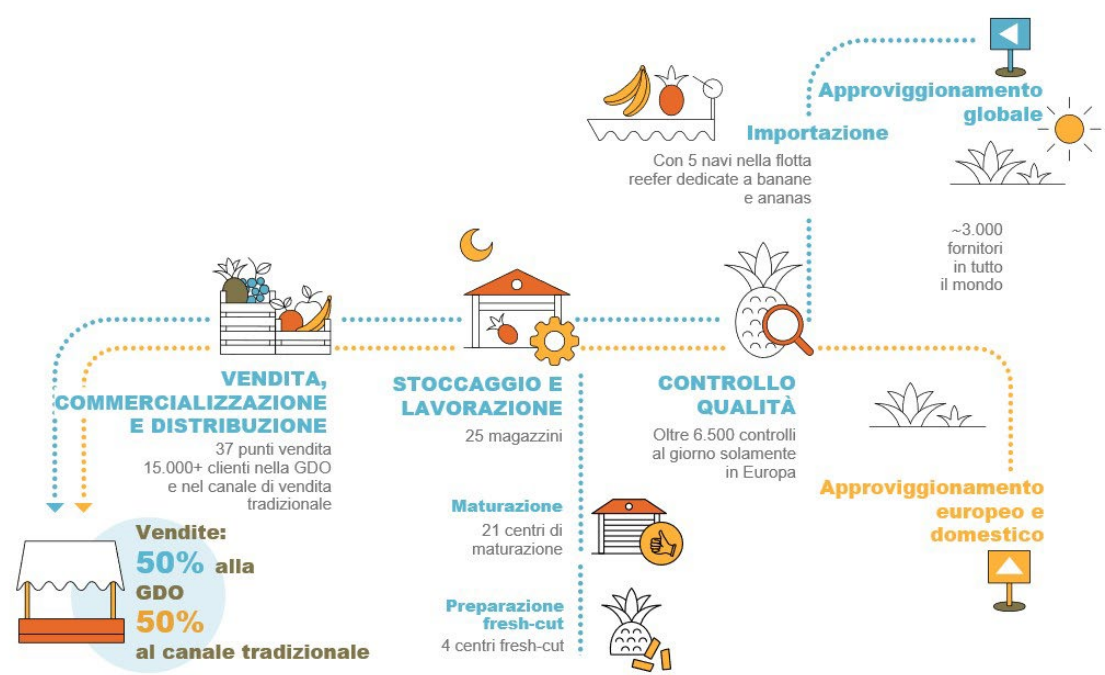 Approviggionamento
globale
~3.000
fornitori
in tutto
il mondo
Importazione
Con 5 navi nella flotta
reefer dedicate a banane
e ananas
Approviggionamento
europeo e
domestico
CONTROLLO
QUALITÀ
Oltre 6.500 controlli
al giorno solamente
in Europa
STOCCAGGIO E
LAVORAZIONE
25 magazzini
Maturazione
21 centri di
maturazione
Preparazione
fresh-cut
4 centri fresh-cut
VENDITA,
COMMERCIALIZZAZIONE
E DISTRIBUZIONE
37 punti vendita
15.000+ clienti nella GDO
e nel canale di vendita
tradizionale
Vendite:
50% alla
GDO
50%
al canale tradizionale